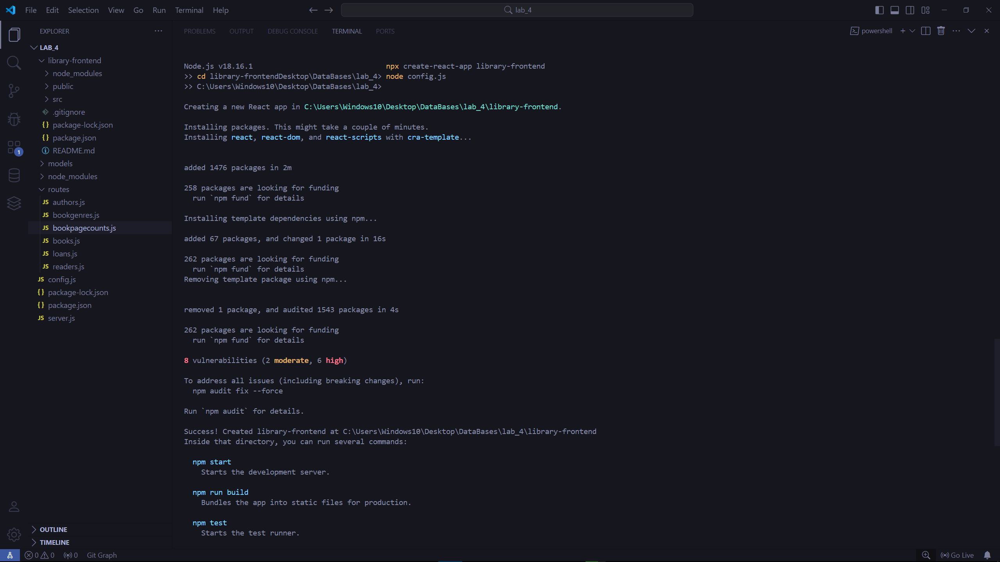 File Edit Selection View Go Run Terminal Help
lab_4
EXPLORER
LAB_4
library-frontend
node_modules
public
src
.gitignore
{} package-lock.json
{} package.json
README.md
1
models
node_modules
routes
JS authors.js
JS bookgenres.js
JS bookpagecounts.js
JS books.js
JS loans.js
JS readers.js
JS config.js
{} package-lock.json
{} package.json
JS server.js
OUTLINE
TIMELINE
PROBLEMS OUTPUT DEBUG CONSOLE TERMINAL PORTS
powershell
Node.js v18.16.1 npx create-react-app library-frontend
>> cd library-frontendDesktop\DataBases\lab_4> node config.js
>> C:\Users\Windows10\Desktop\DataBases\lab_4>
Creating a new React app in C:\Users\Windows10\Desktop\DataBases\lab_4\library-frontend.
Installing packages. This might take a couple of minutes.
Installing react, react-dom, and react-scripts with cra-template...
added 1476 packages in 2m
258 packages are looking for funding
run `npm fund` for details
Installing template dependencies using npm...
added 67 packages, and changed 1 package in 16s
262 packages are looking for funding
run `npm fund` for details
Removing template package using npm...
removed 1 package, and audited 1543 packages in 4s
262 packages are looking for funding
run `npm fund` for details
8 vulnerabilities (2 moderate, 6 high)
To address all issues (including breaking changes), run:
npm audit fix --force
Run `npm audit` for details.
Success! Created library-frontend at C:\Users\Windows10\Desktop\DataBases\lab_4\library-frontend
Inside that directory, you can run several commands:
npm start
Starts the development server.
npm run build
Bundles the app into static files for production.
npm test
Starts the test runner.
0 0 0 Git Graph
Go Live